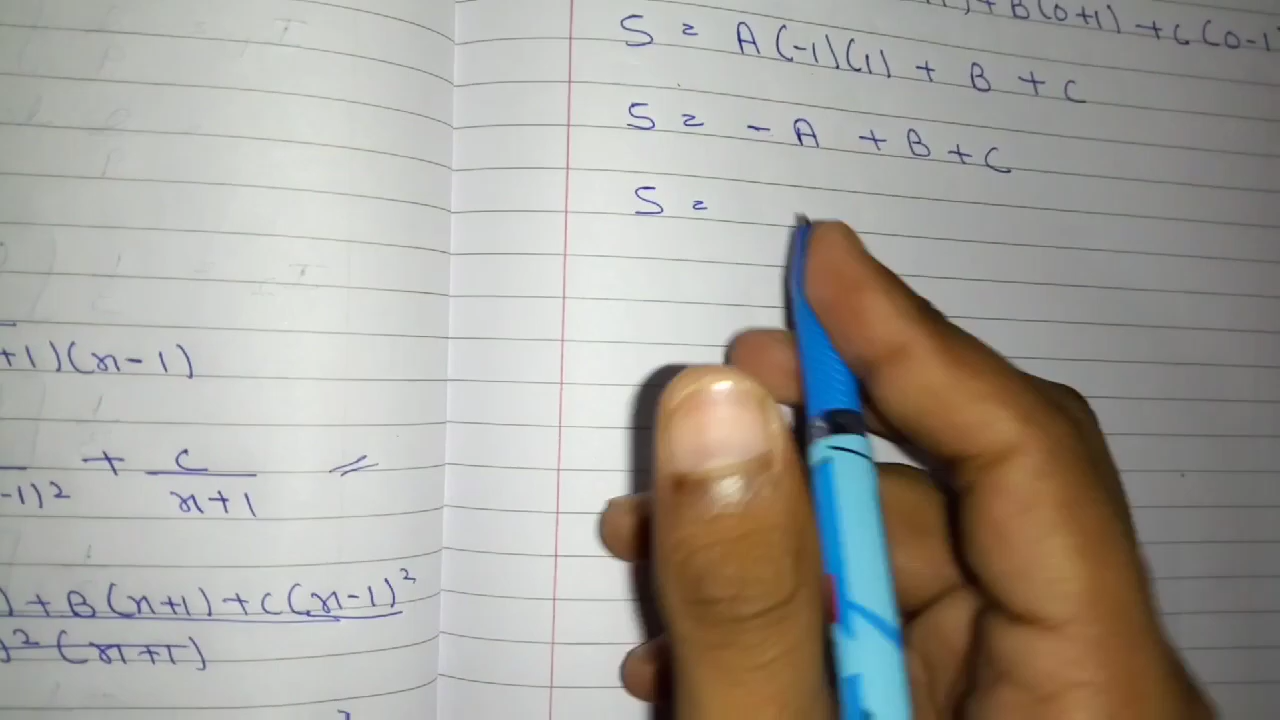 +1)(x-1)
-1)² + C/(x+1) =
) + B(x+1) + C(x-1)²
)² (x+1)
) + B(0+1) + C(0-1)
5 = A(-1)(1) + B + C
5 = -A + B + C
5 =